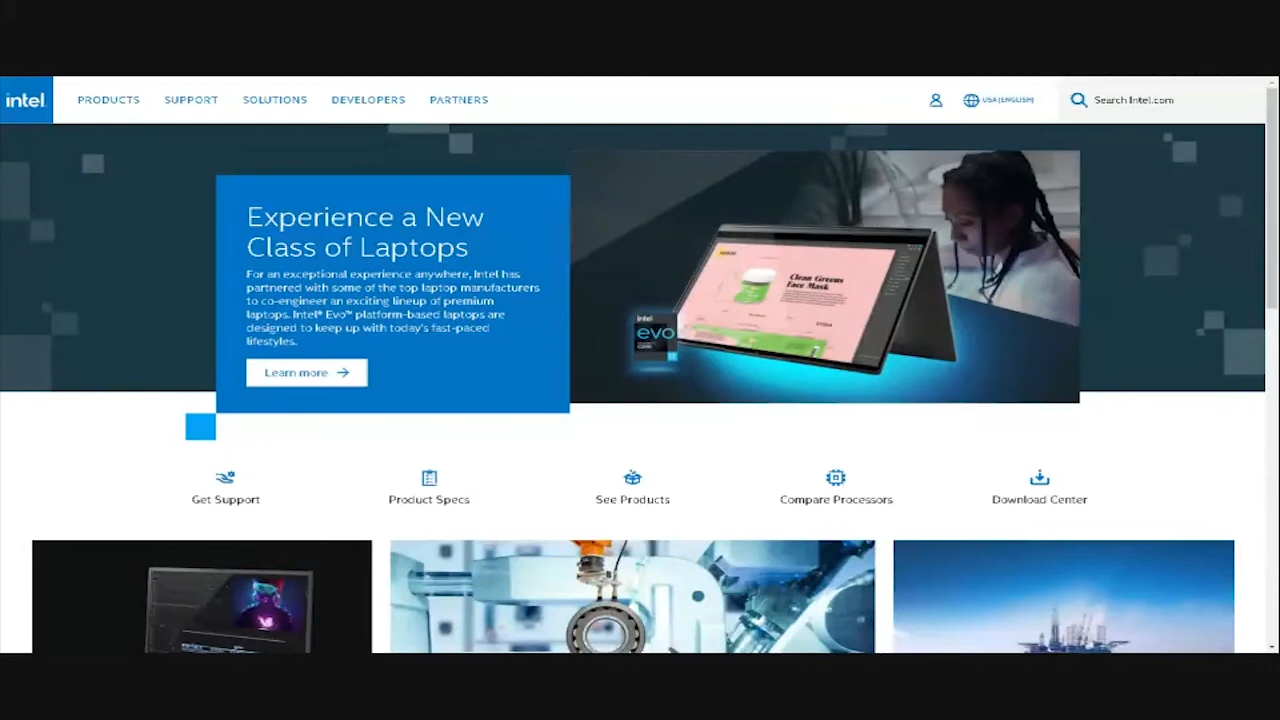 intel
PRODUCTS
SUPPORT
SOLUTIONS
DEVELOPERS
PARTNERS
USA (ENGLISH)
Search Intel.com
Experience a New
Class of Laptops
For an exceptional experience anywhere, Intel has
partnered with some of the top laptop manufacturers
to co-engineer an exciting lineup of premium
laptops. Intel® Evo™ platform-based laptops are
designed to keep up with today's fast-paced
lifestyles.
Learn more
Clean Greens
Face Mask
intel
evo
Get Support
Product Specs
See Products
Compare Processors
Download Center